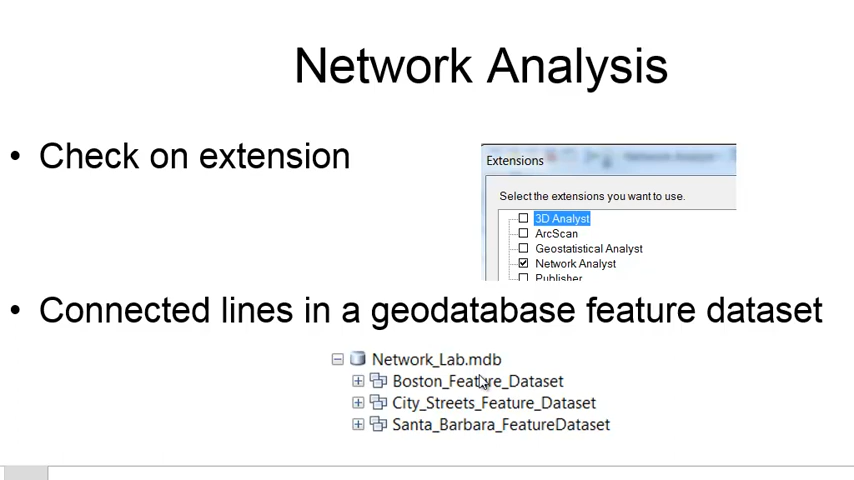 Network Analysis
• Check on extension
Extensions
Select the extensions you want to use.
3D Analyst
ArcScan
Geostatistical Analyst
Network Analyst
Publisher
• Connected lines in a geodatabase feature dataset
Network_Lab.mdb
Boston_Feature_Dataset
City_Streets_Feature_Dataset
Santa_Barbara_FeatureDataset